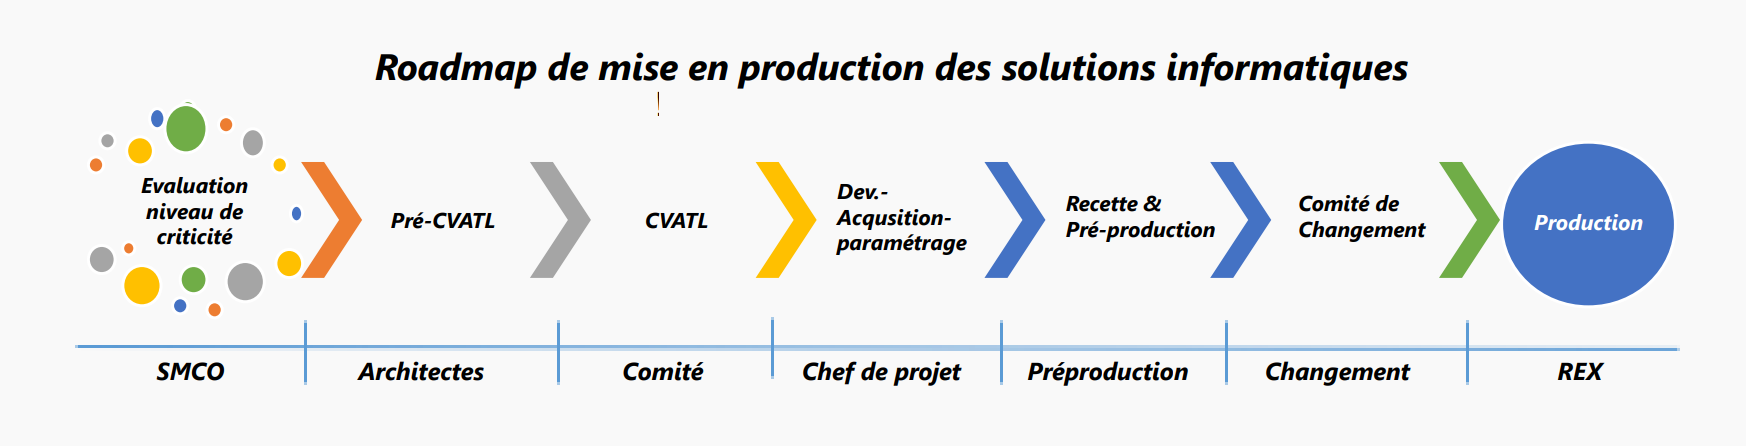 Roadmap de mise en production des solutions informatiques
!
Evaluation
niveau de
criticité
Pré-CVATL
CVATL
Dev.-
Acqusition-
paramétrage
Recette &
Pré-production
Comité de
Changement
Production
SMCO
Architectes
Comité
Chef de projet
Préproduction
Changement
REX